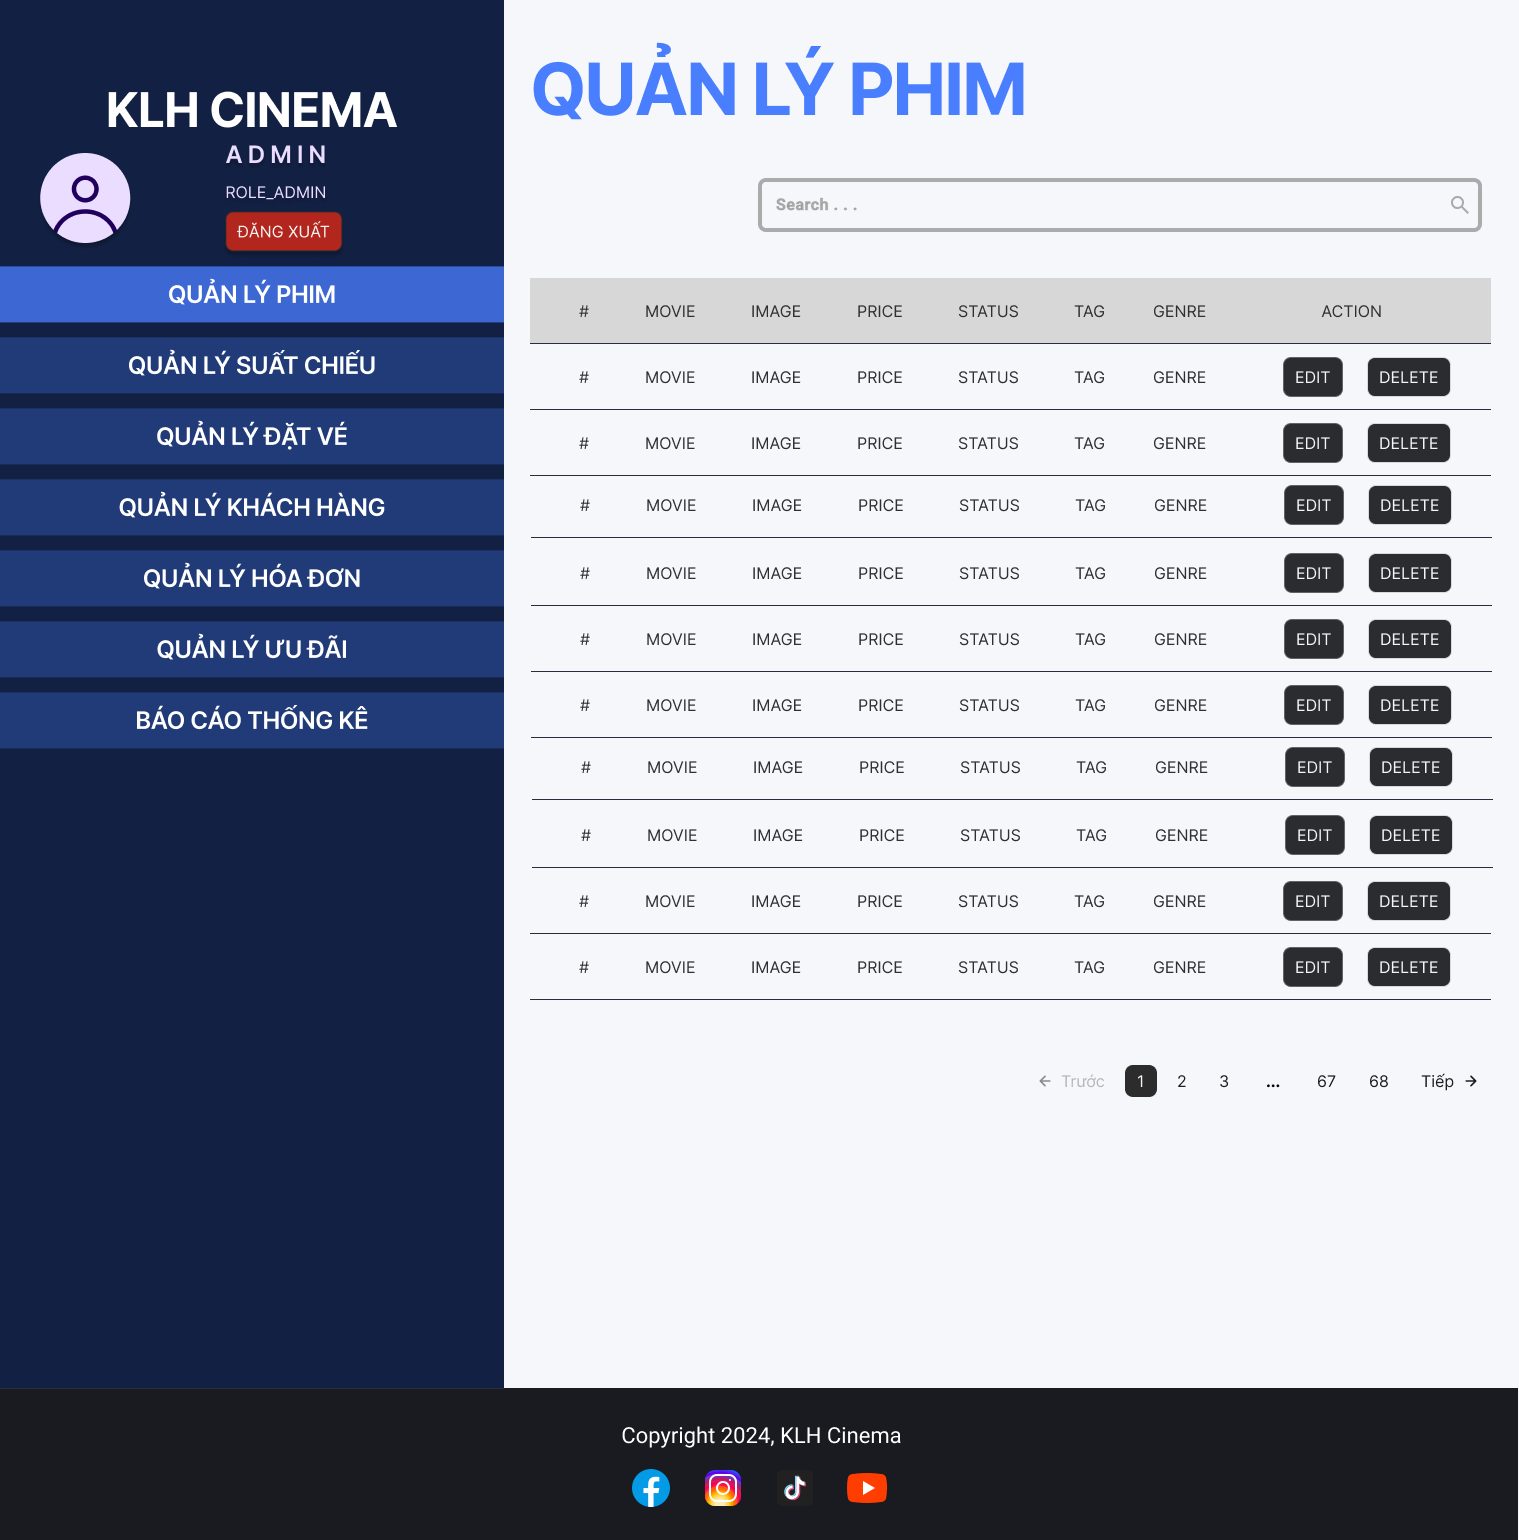 KLH CINEMA
ADMIN
ROLE_ADMIN
ĐĂNG XUẤT
QUẢN LÝ PHIM
QUẢN LÝ SUẤT CHIẾU
QUẢN LÝ ĐẶT VÉ
QUẢN LÝ KHÁCH HÀNG
QUẢN LÝ HÓA ĐƠN
QUẢN LÝ ƯU ĐÃI
BÁO CÁO THỐNG KÊ
QUẢN LÝ PHIM
Search . . .
# MOVIE IMAGE PRICE STATUS TAG GENRE ACTION
# MOVIE IMAGE PRICE STATUS TAG GENRE EDIT DELETE
# MOVIE IMAGE PRICE STATUS TAG GENRE EDIT DELETE
# MOVIE IMAGE PRICE STATUS TAG GENRE EDIT DELETE
# MOVIE IMAGE PRICE STATUS TAG GENRE EDIT DELETE
# MOVIE IMAGE PRICE STATUS TAG GENRE EDIT DELETE
# MOVIE IMAGE PRICE STATUS TAG GENRE EDIT DELETE
# MOVIE IMAGE PRICE STATUS TAG GENRE EDIT DELETE
# MOVIE IMAGE PRICE STATUS TAG GENRE EDIT DELETE
# MOVIE IMAGE PRICE STATUS TAG GENRE EDIT DELETE
# MOVIE IMAGE PRICE STATUS TAG GENRE EDIT DELETE
← Trước 1 2 3 ... 67 68 Tiếp →
Copyright 2024, KLH Cinema